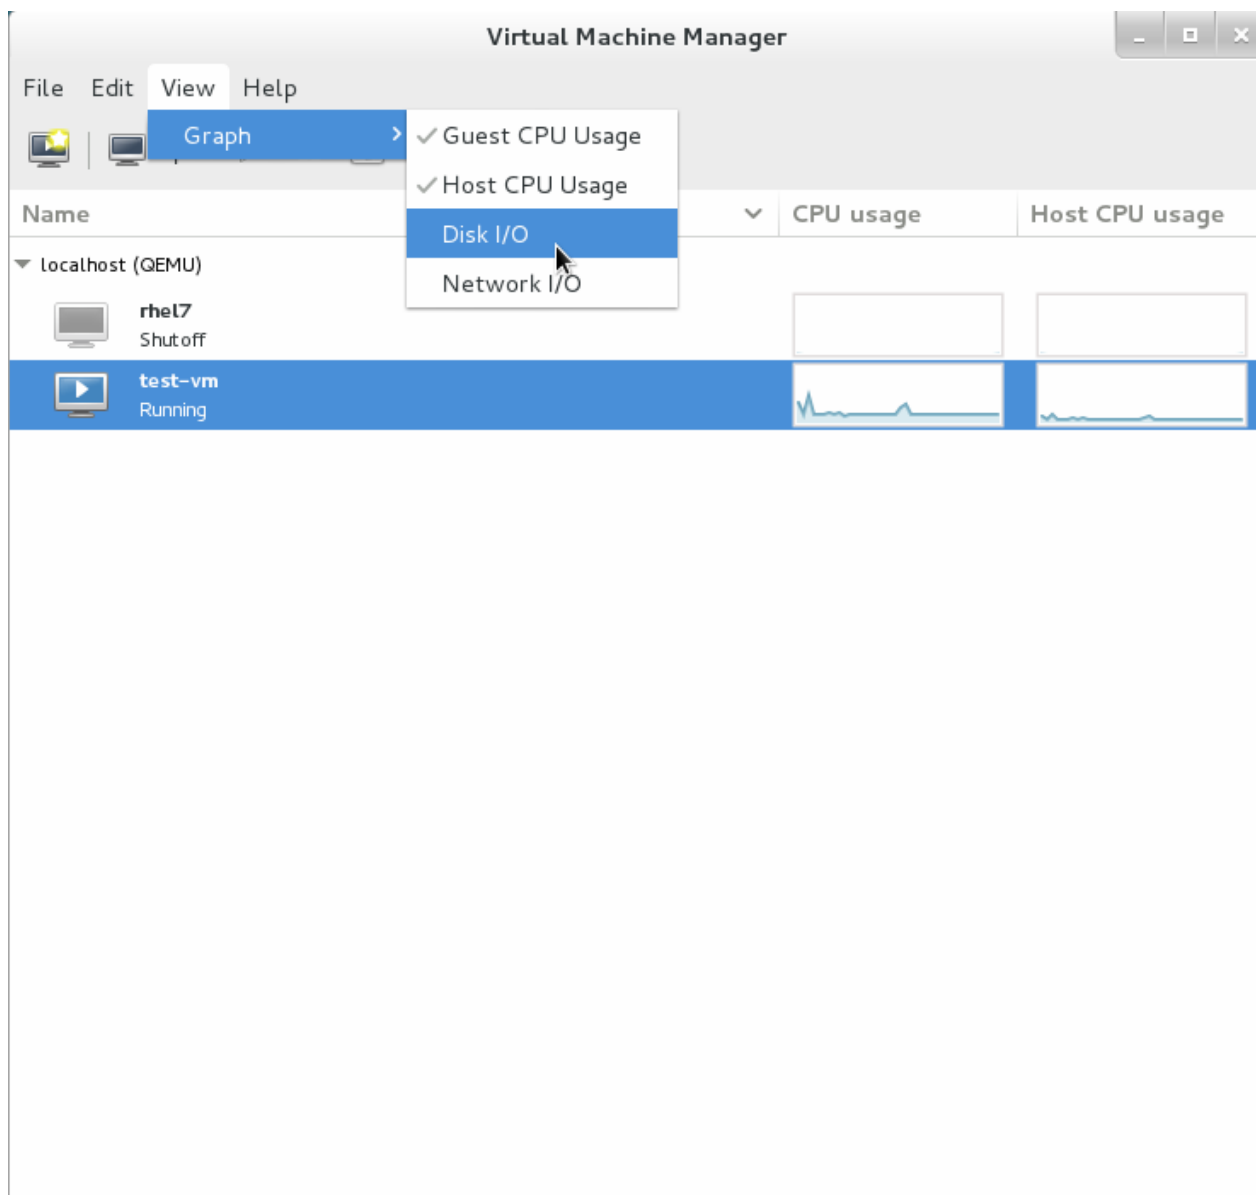 Virtual Machine Manager
File Edit View Help
Graph
Guest CPU Usage
Host CPU Usage
Disk I/O
Network I/O
Name CPU usage Host CPU usage
localhost (QEMU)
rhel7
Shutoff
test-vm
Running